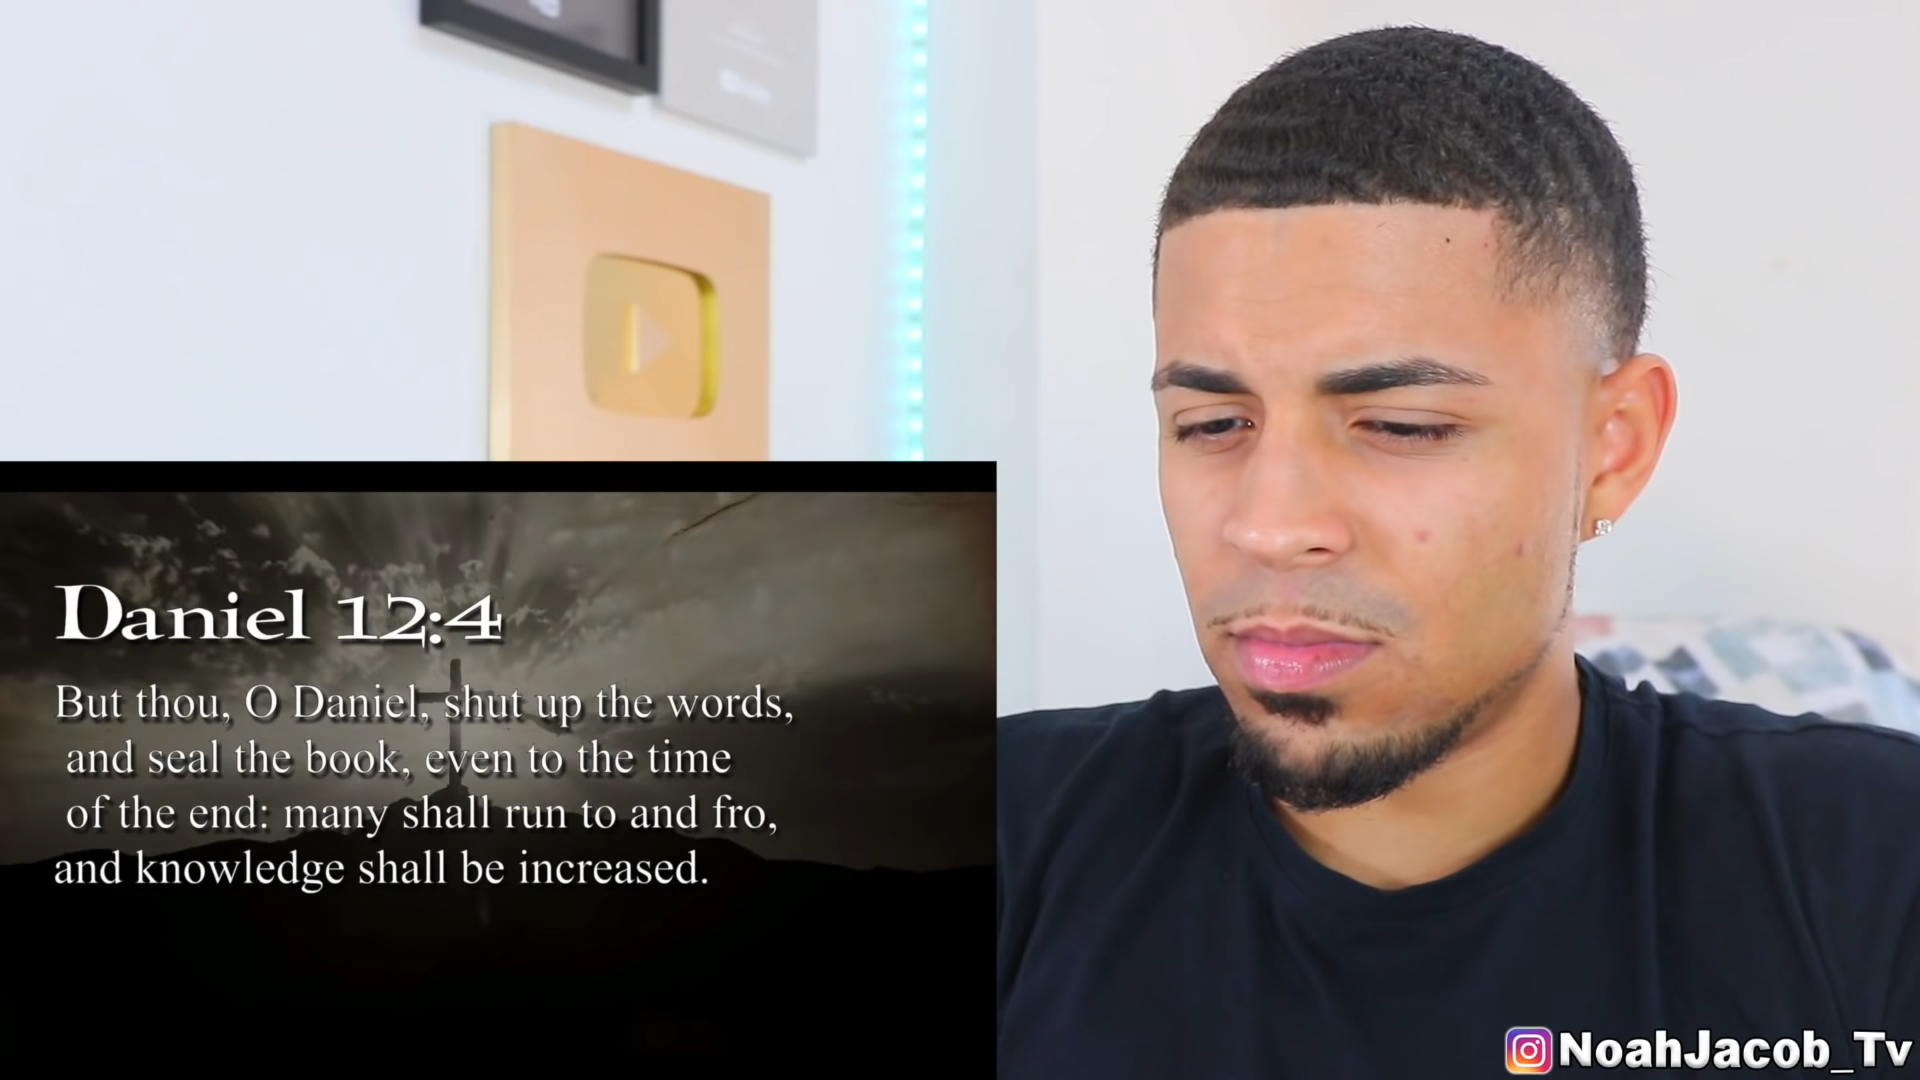 Daniel 12:4
But thou, O Daniel, shut up the words,
and seal the book, even to the time
of the end: many shall run to and fro,
and knowledge shall be increased.
NoahJacob_Tv